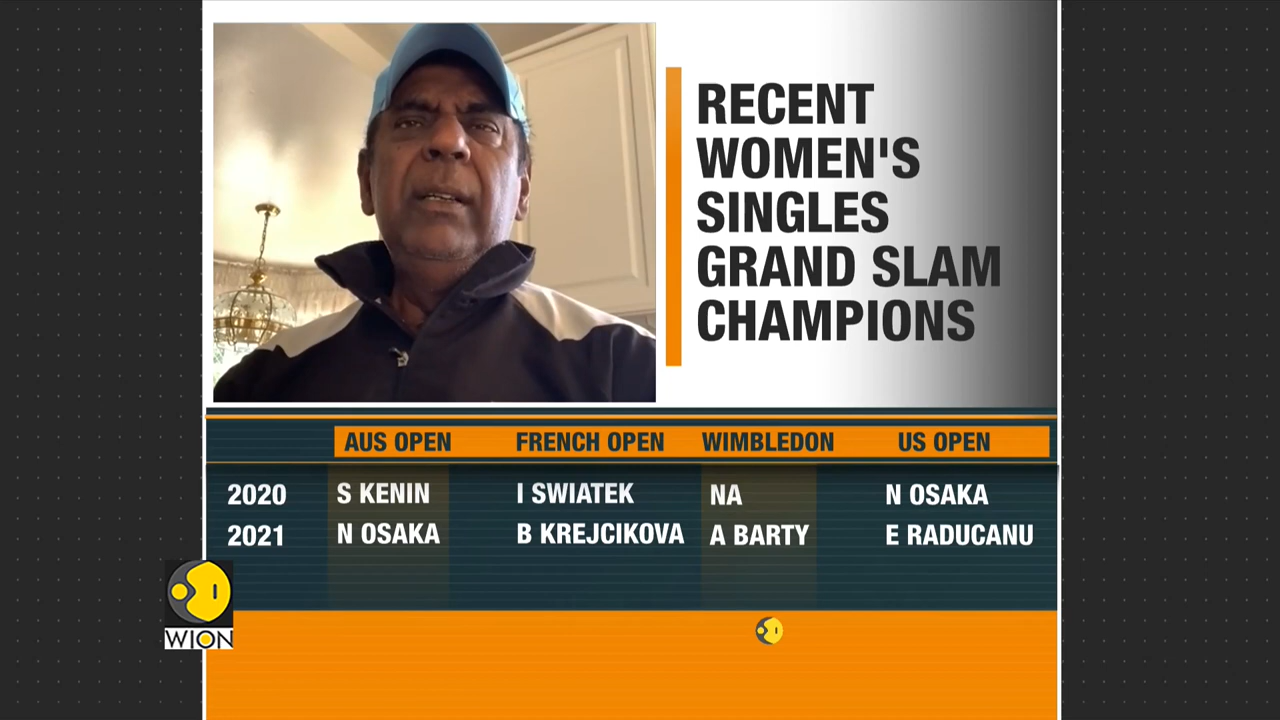 RECENT
WOMEN'S
SINGLES
GRAND SLAM
CHAMPIONS
AUS OPEN FRENCH OPEN WIMBLEDON US OPEN
2020 S KENIN I SWIATEK NA N OSAKA
2021 N OSAKA B KREJCIKOVA A BARTY E RADUCANU
WION